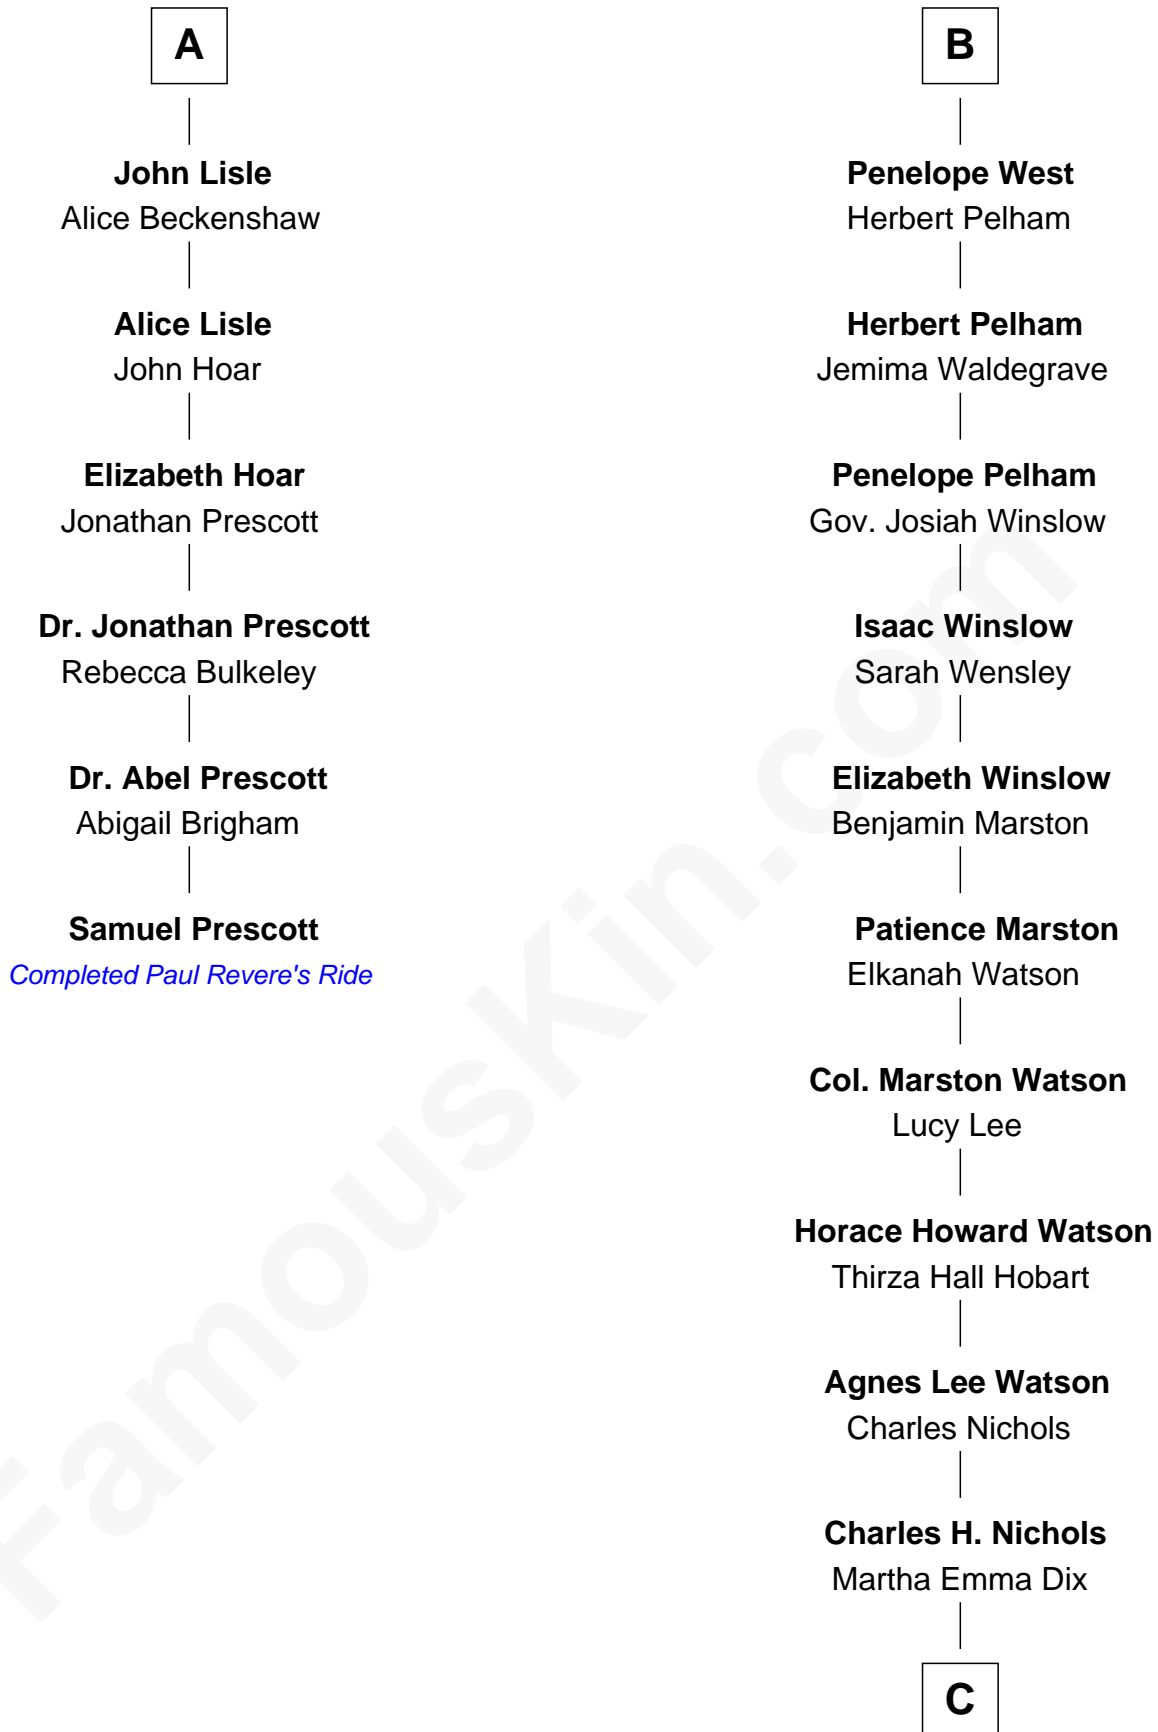 A
John Lisle
Alice Beckenshaw
Alice Lisle
John Hoar
Elizabeth Hoar
Jonathan Prescott
Dr. Jonathan Prescott
Rebecca Bulkeley
Dr. Abel Prescott
Abigail Brigham
Samuel Prescott
Completed Paul Revere's Ride
B
Penelope West
Herbert Pelham
Herbert Pelham
Jemima Waldegrave
Penelope Pelham
Gov. Josiah Winslow
Isaac Winslow
Sarah Wensley
Elizabeth Winslow
Benjamin Marston
Patience Marston
Elkanah Watson
Col. Marston Watson
Lucy Lee
Horace Howard Watson
Thirza Hall Hobart
Agnes Lee Watson
Charles Nichols
Charles H. Nichols
Martha Emma Dix
C
FamousKin.com